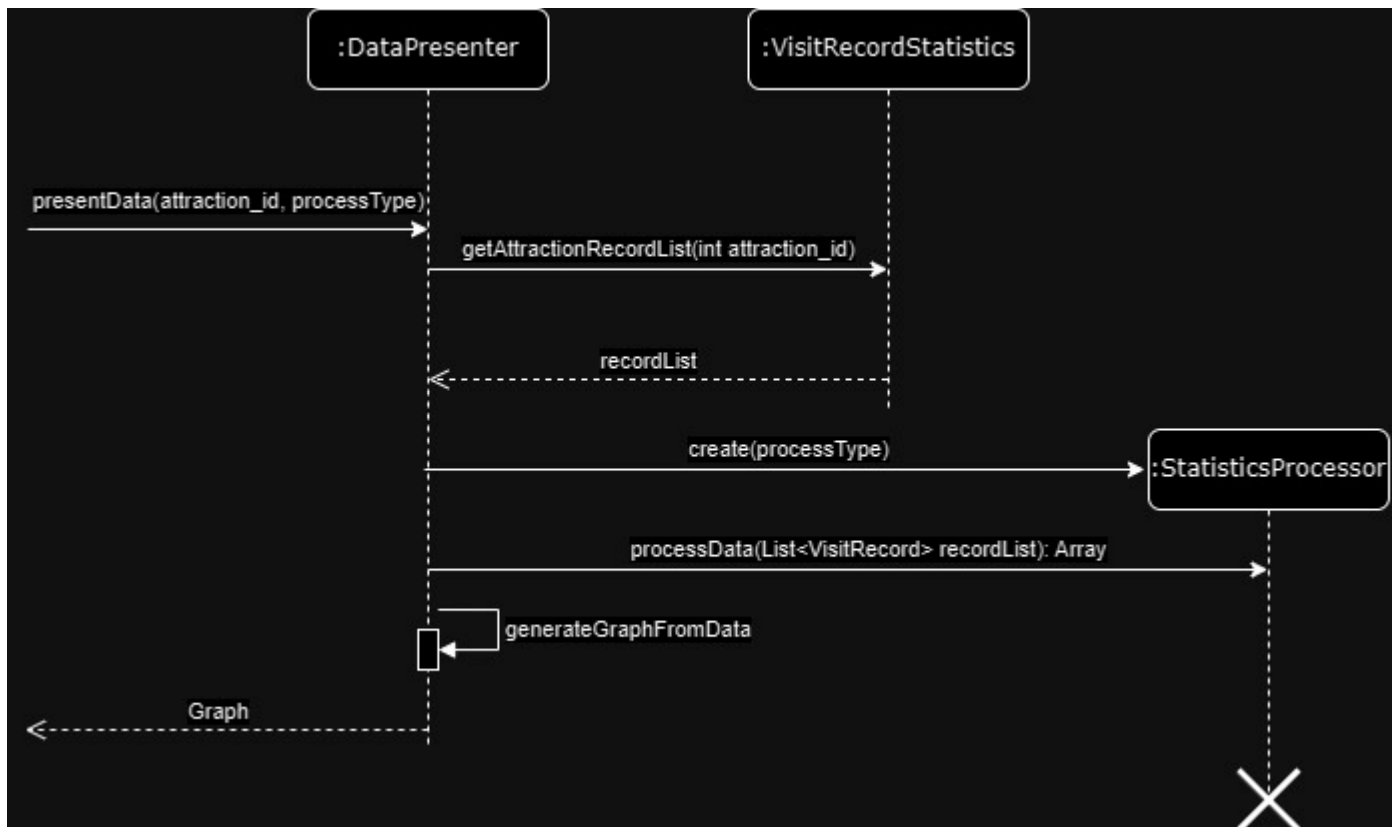 :DataPresenter
:VisitRecordStatistics
presentData(attraction_id, processType)
getAttractionRecordList(int attraction_id)
recordList
create(processType)
:StatisticsProcessor
processData(List<VisitRecord> recordList): Array
generateGraphFromData
Graph